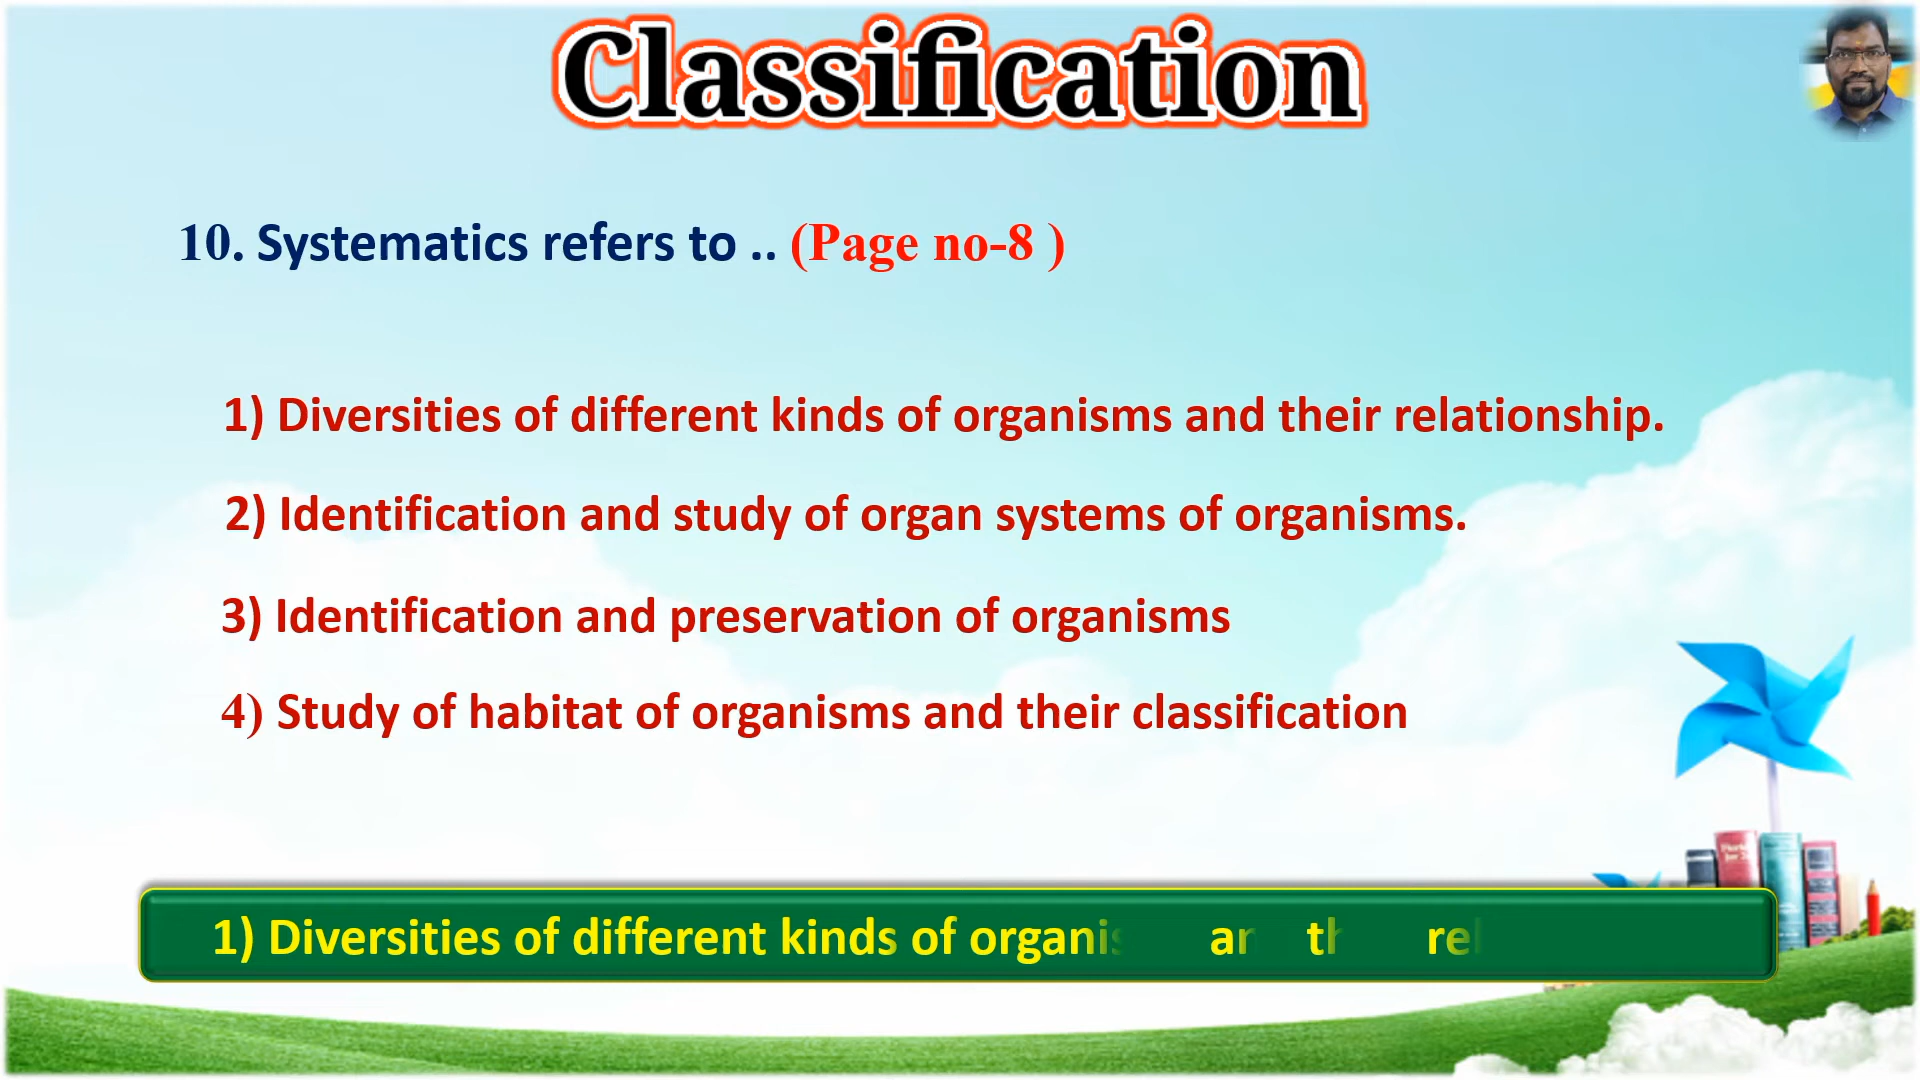 Classification
10. Systematics refers to .. (Page no-8 )
1) Diversities of different kinds of organisms and their relationship.
2) Identification and study of organ systems of organisms.
3) Identification and preservation of organisms
4) Study of habitat of organisms and their classification
1) Diversities of different kinds of